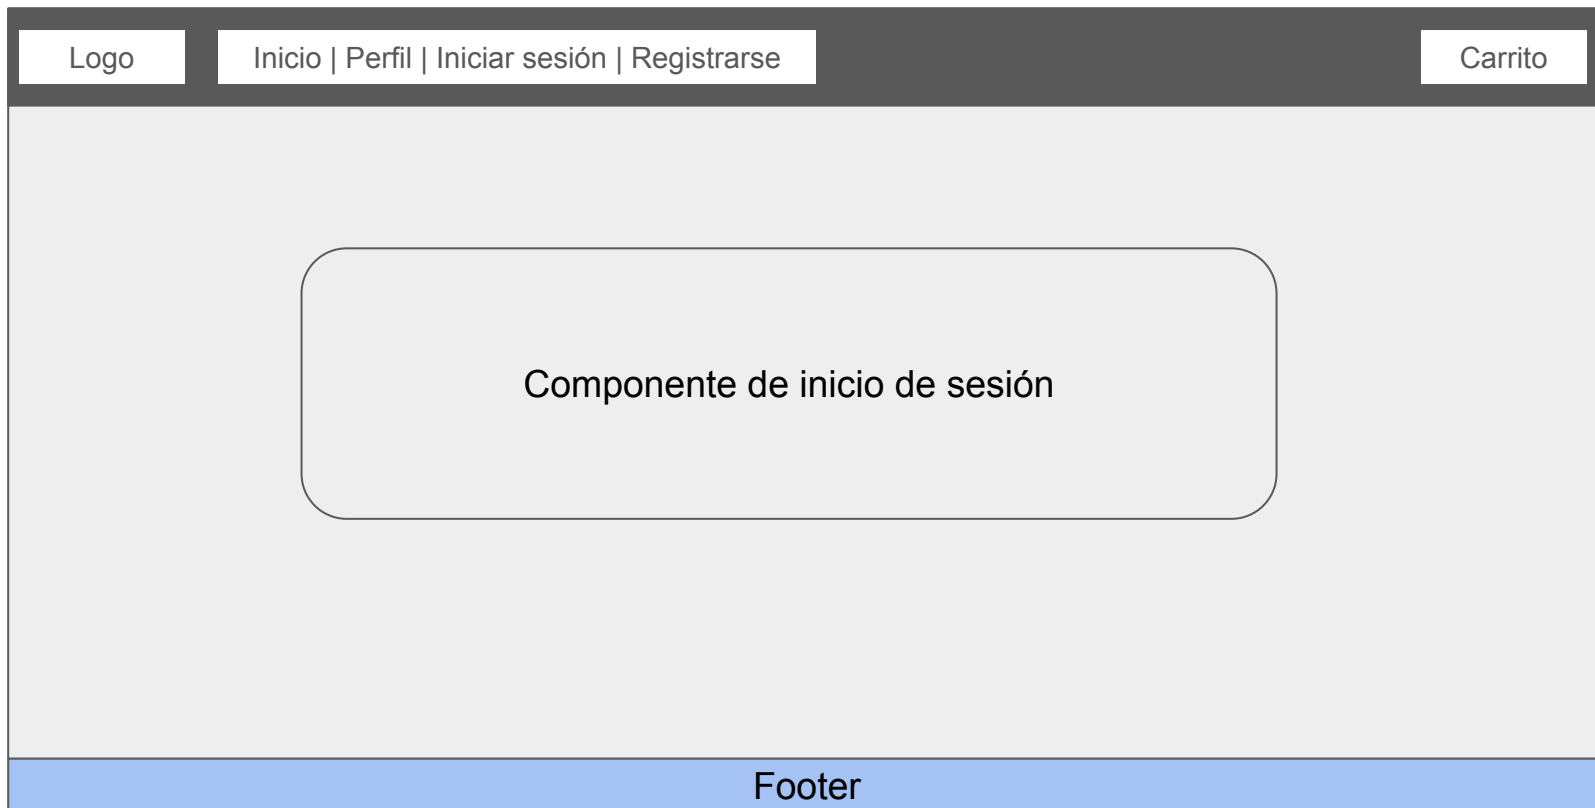 Logo
Inicio | Perfil | Iniciar sesión | Registrarse
Carrito
Componente de inicio de sesión
Footer